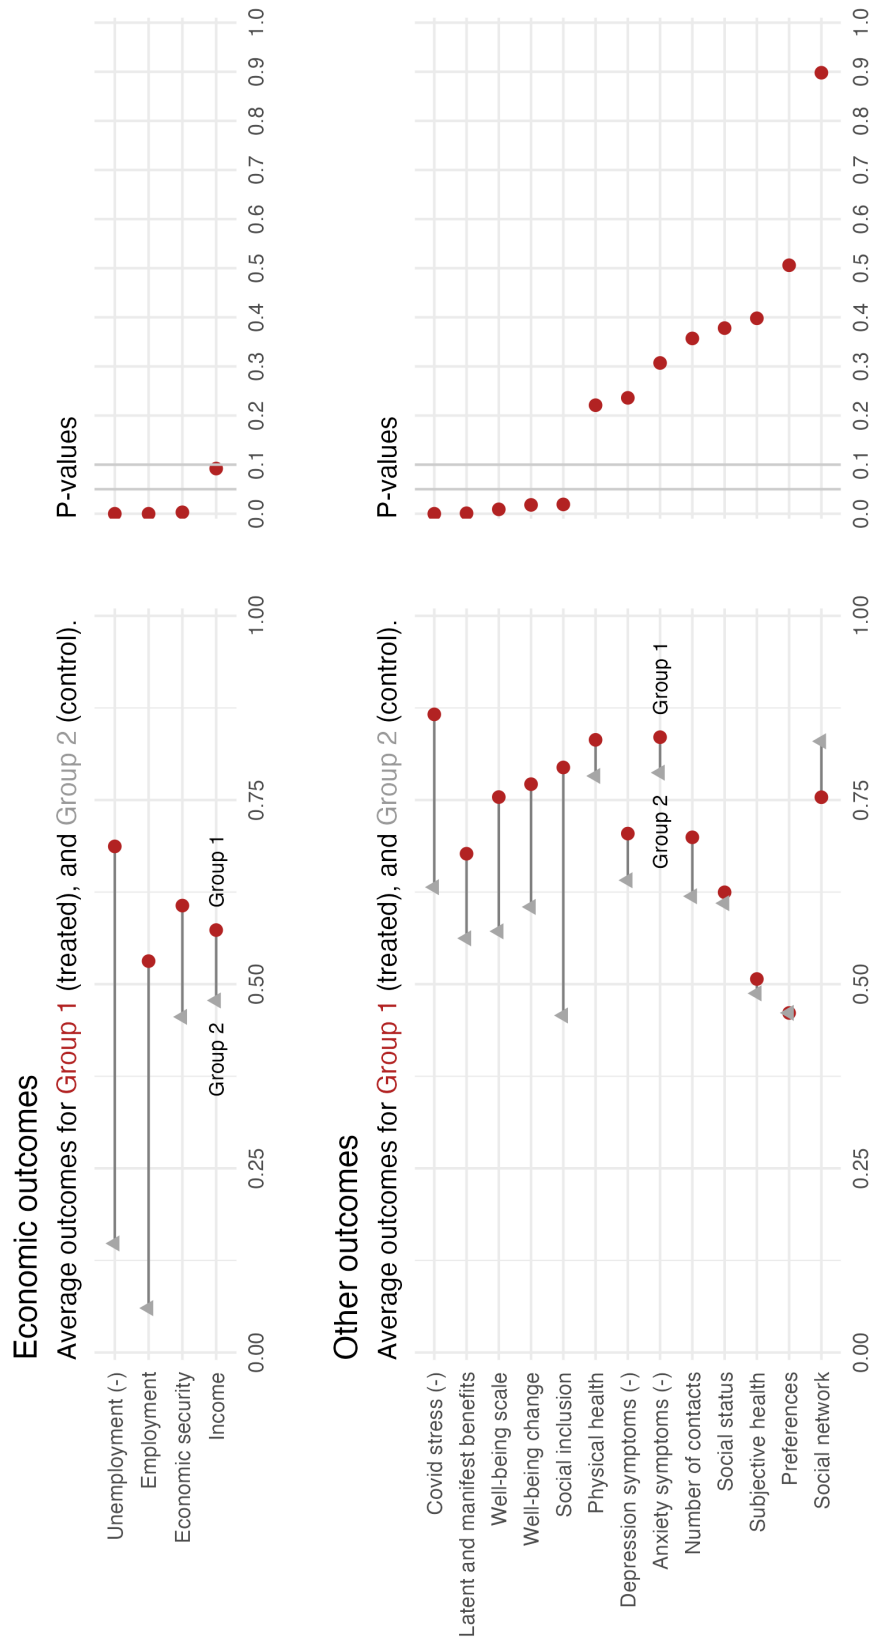 Economic outcomes
Average outcomes for Group 1 (treated), and Group 2 (control).
P-values
Unemployment (-)
Employment
Economic security
Income
Group 2
Group 1
0.00 0.25 0.50 0.75 1.00
0.0 0.1 0.2 0.3 0.4 0.5 0.6 0.7 0.8 0.9 1.0
Other outcomes
Average outcomes for Group 1 (treated), and Group 2 (control).
P-values
Covid stress (-)
Latent and manifest benefits
Well-being scale
Well-being change
Social inclusion
Physical health
Depression symptoms (-)
Anxiety symptoms (-)
Group 2
Group 1
Number of contacts
Social status
Subjective health
Preferences
Social network
0.00 0.25 0.50 0.75 1.00
0.0 0.1 0.2 0.3 0.4 0.5 0.6 0.7 0.8 0.9 1.0